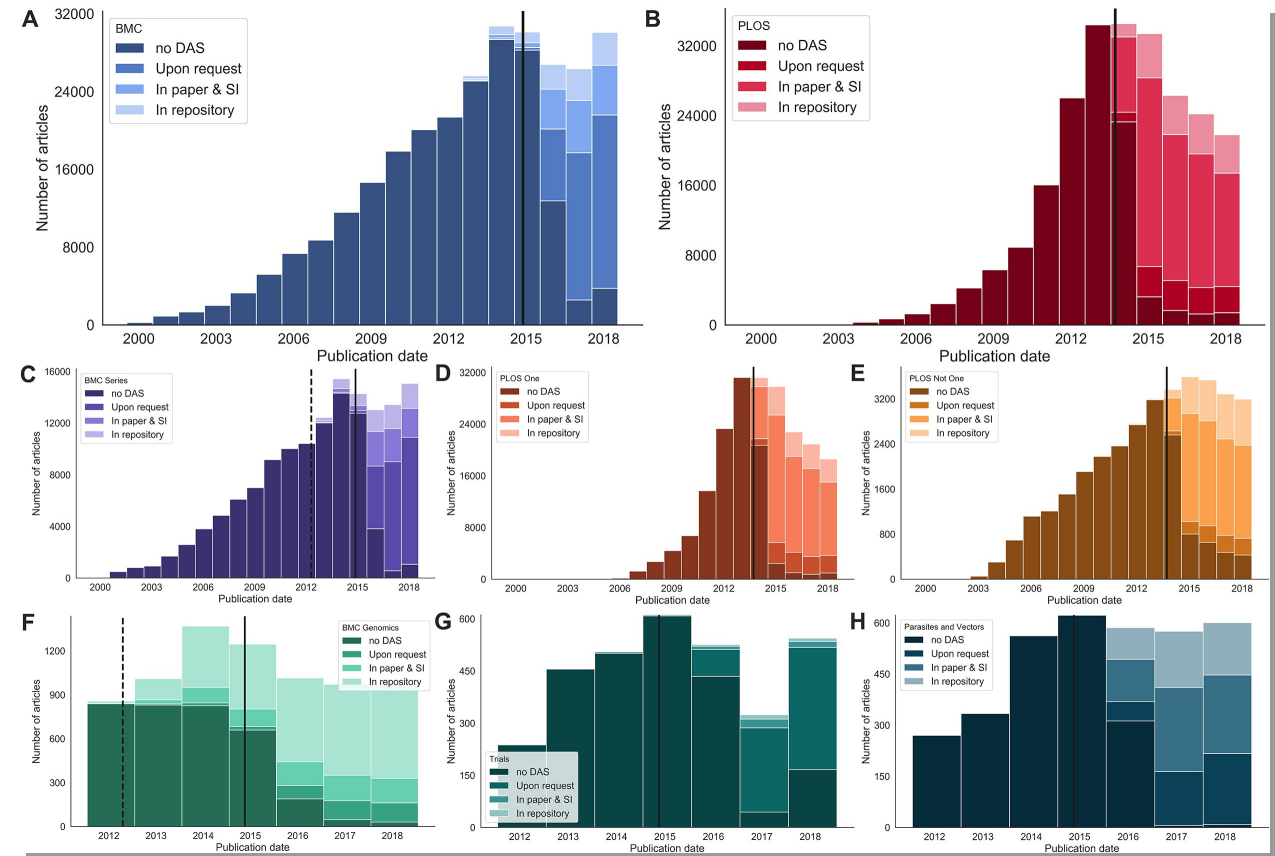 A
BMC
no DAS
Upon request
In paper & SI
In repository
Number of articles
32000
24000
16000
8000
0
2000 2003 2006 2009 2012 2015 2018
Publication date
B
PLOS
no DAS
Upon request
In paper & SI
In repository
Number of articles
32000
24000
16000
8000
0
2000 2003 2006 2009 2012 2015 2018
Publication date
C
BMC Series
no DAS
Upon request
In paper & SI
In repository
Number of articles
16000
12000
8000
4000
0
2000 2003 2006 2009 2012 2015 2018
Publication date
D
PLOS One
no DAS
Upon request
In paper & SI
In repository
Number of articles
32000
24000
16000
8000
0
2000 2003 2006 2009 2012 2015 2018
Publication date
E
PLOS Not One
no DAS
Upon request
In paper & SI
In repository
Number of articles
3200
2400
1600
800
0
2000 2003 2006 2009 2012 2015 2018
Publication date
F
BMC Genomics
no DAS
Upon request
In paper & SI
In repository
Number of articles
1200
900
600
300
0
2012 2013 2014 2015 2016 2017 2018
Publication date
G
Trials
no DAS
Upon request
In paper & SI
In repository
Number of articles
600
450
300
150
0
2012 2013 2014 2015 2016 2017 2018
Publication date
H
Parasites and Vectors
no DAS
Upon request
In paper & SI
In repository
Number of articles
600
450
300
150
0
2012 2013 2014 2015 2016 2017 2018
Publication date